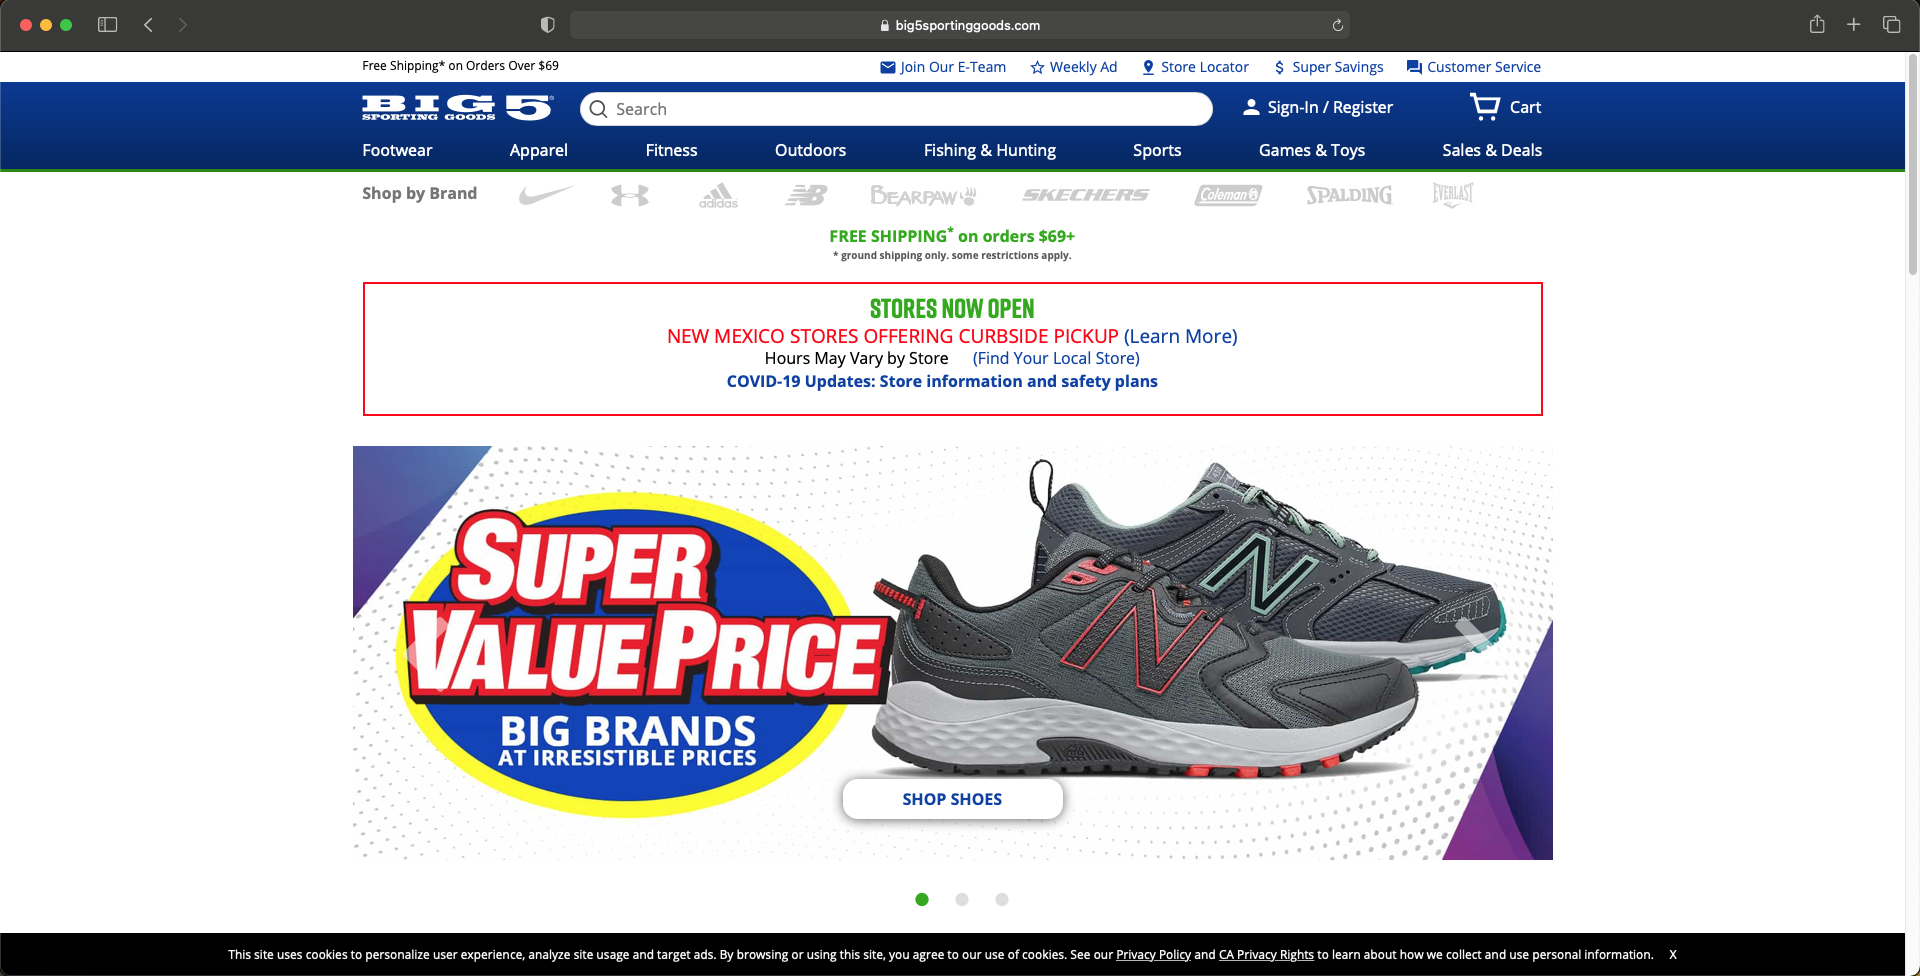 big5sportinggoods.com
Free Shipping* on Orders Over $69
Join Our E-Team
Weekly Ad
Store Locator
Super Savings
Customer Service
BIG 5
SPORTING GOODS
Search
Sign-In / Register
Cart
Footwear
Apparel
Fitness
Outdoors
Fishing & Hunting
Sports
Games & Toys
Sales & Deals
Shop by Brand
adidas
NB
BEARPAW
SKECHERS
Coleman
SPALDING
EVERLAST
FREE SHIPPING* on orders $69+
* ground shipping only. some restrictions apply.
STORES NOW OPEN
NEW MEXICO STORES OFFERING CURBSIDE PICKUP (Learn More)
Hours May Vary by Store (Find Your Local Store)
COVID-19 Updates: Store information and safety plans
SUPER
VALUE PRICE
BIG BRANDS
AT IRRESISTIBLE PRICES
N
N
SHOP SHOES
This site uses cookies to personalize user experience, analyze site usage and target ads. By browsing or using this site, you agree to our use of cookies. See our Privacy Policy and CA Privacy Rights to learn about how we collect and use personal information. X